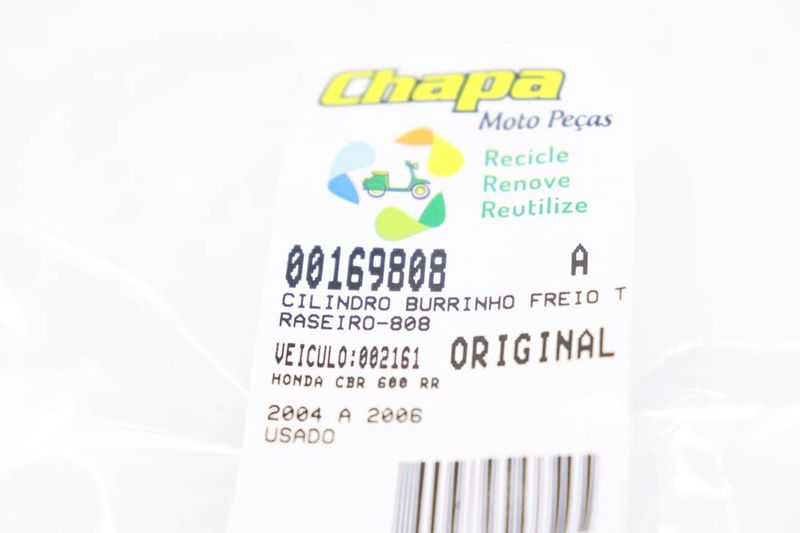 Chapa
Moto Peças
Recicle
Renove
Reutilize
00169808 A
CILINDRO BURRINHO FREIO T
RASEIRO-808
VEICULO:002161 ORIGINAL
HONDA CBR 600 RR
2004 A 2006
USADO